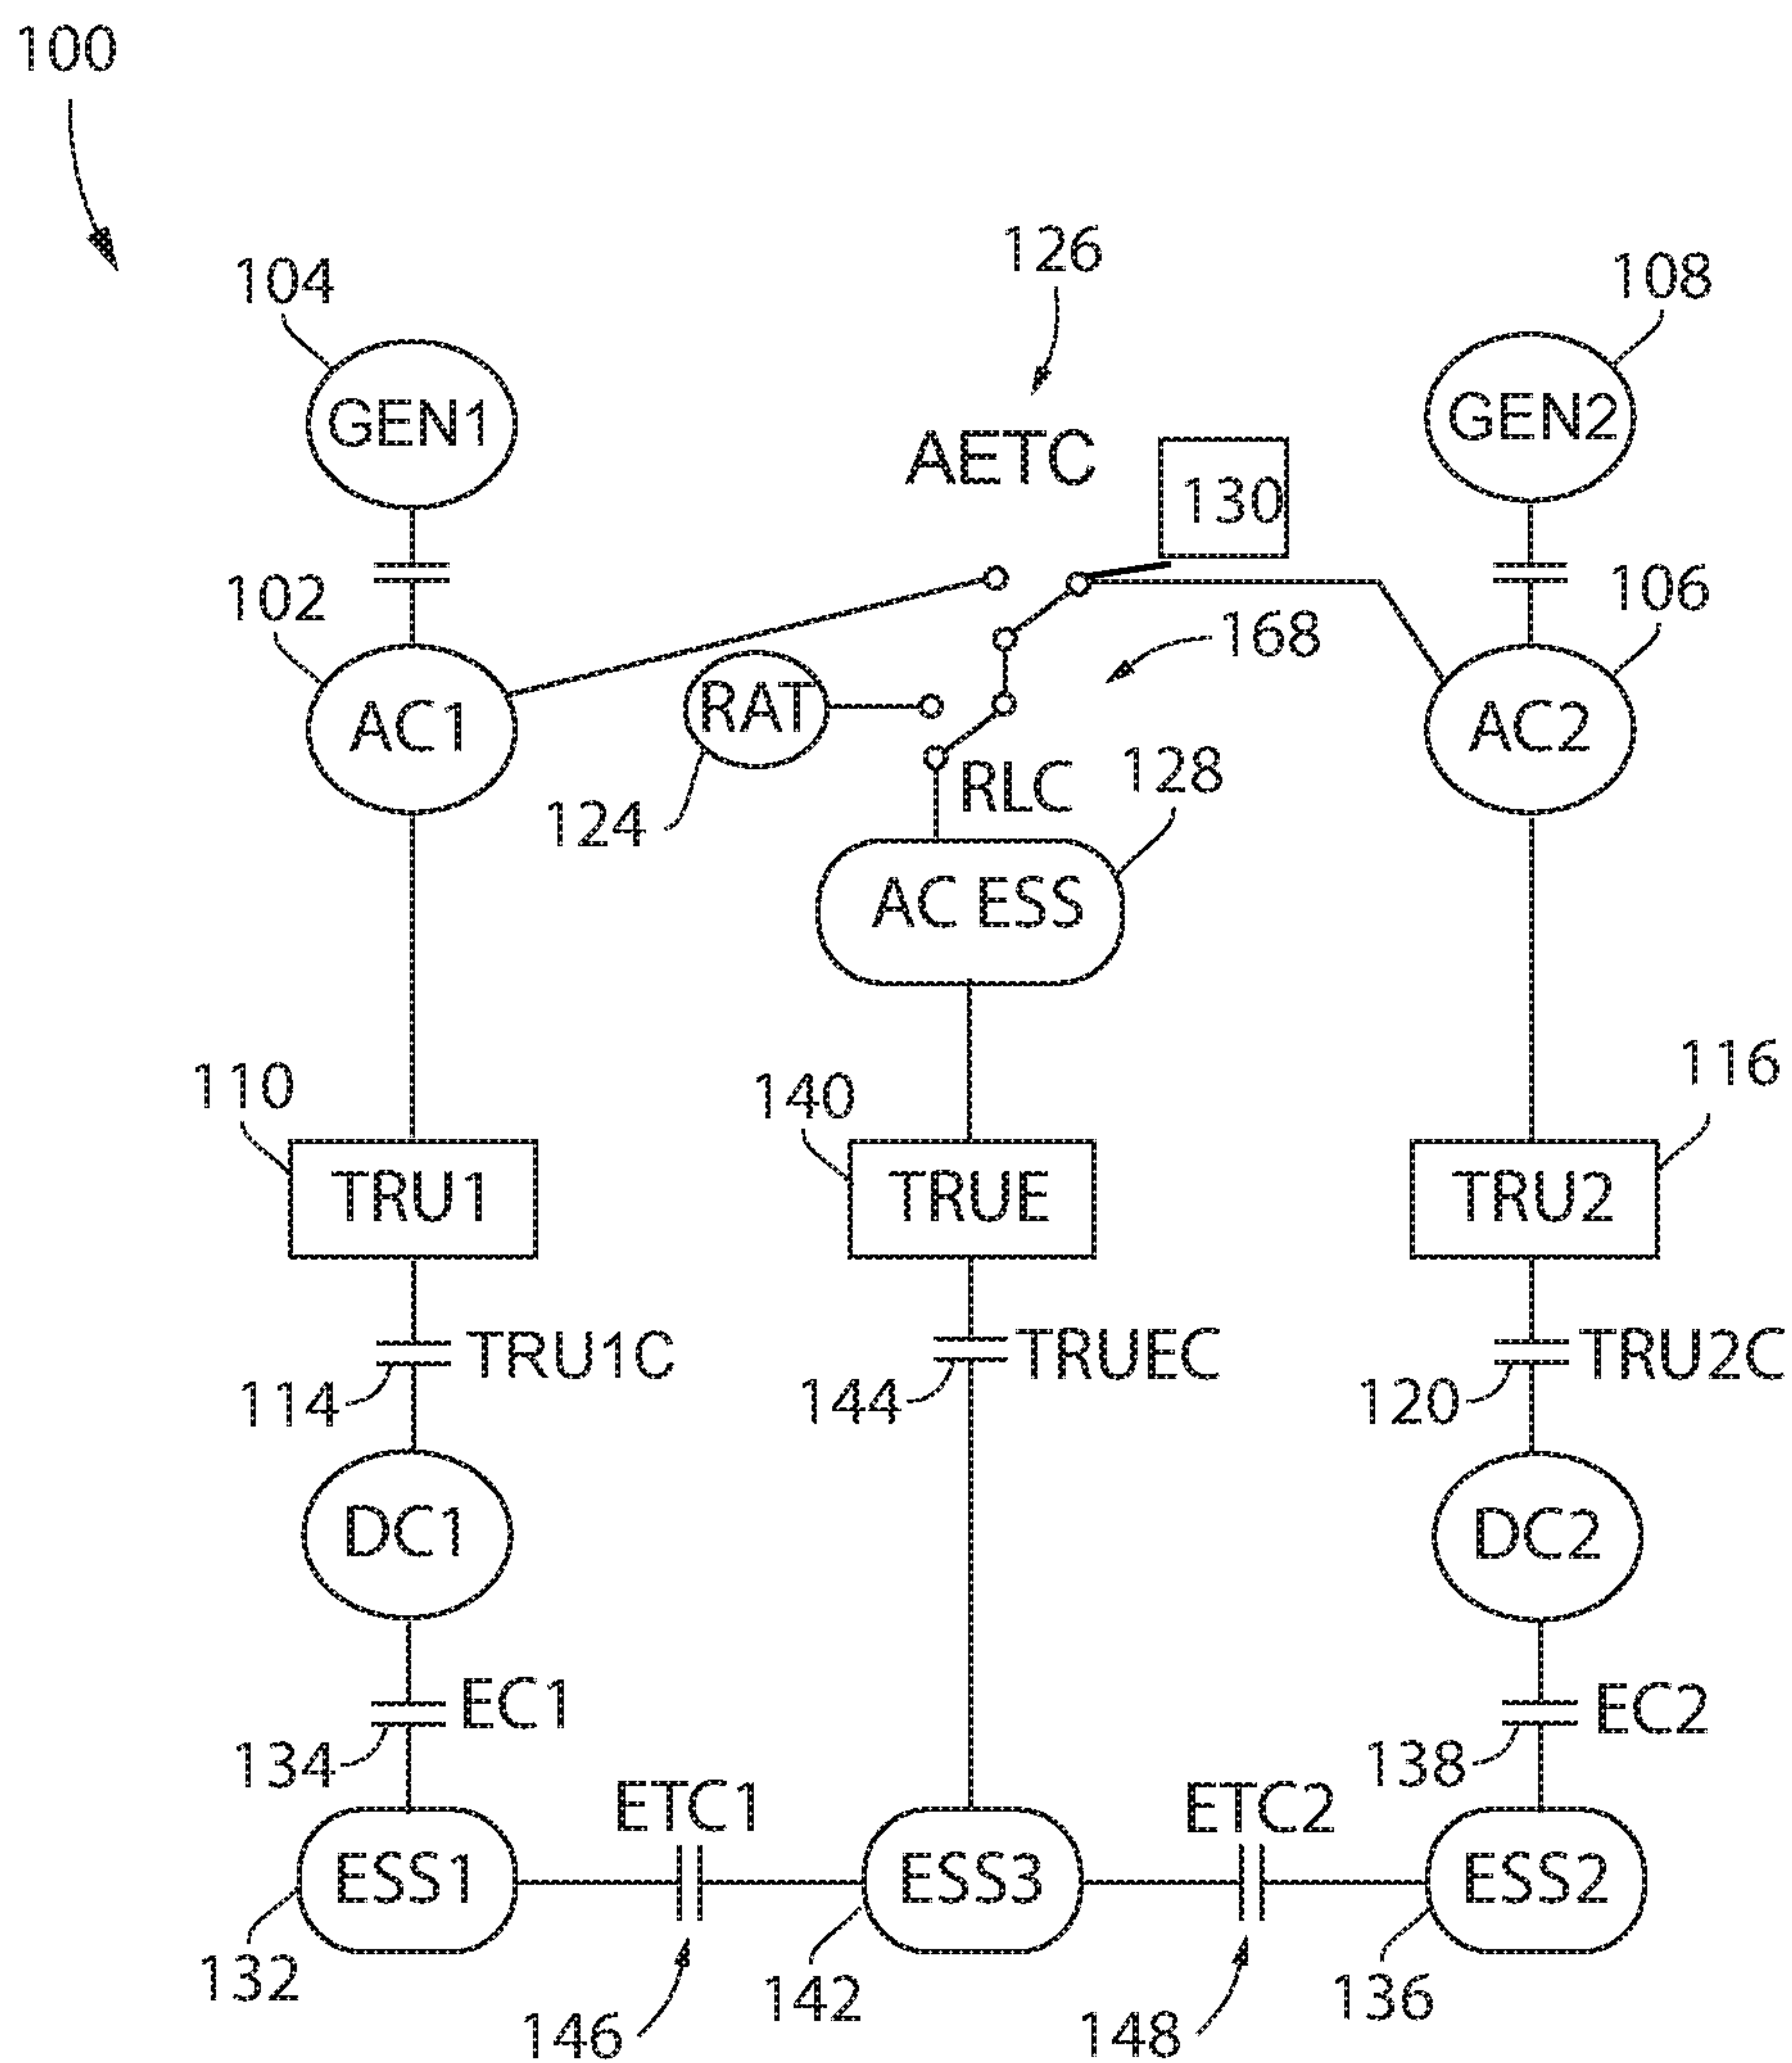 100
126
104
108
GEN1
AETC
GEN2
130
102
106
168
AC1
RAT
AC2
124
RLC
128
AC ESS
110
140
116
TRU1
TRUE
TRU2
TRU1C
TRUEC
TRU2C
114
144
120
DC1
DC2
EC1
EC2
134
138
ETC1
ETC2
ESS1
ESS3
ESS2
132
142
136
146
148